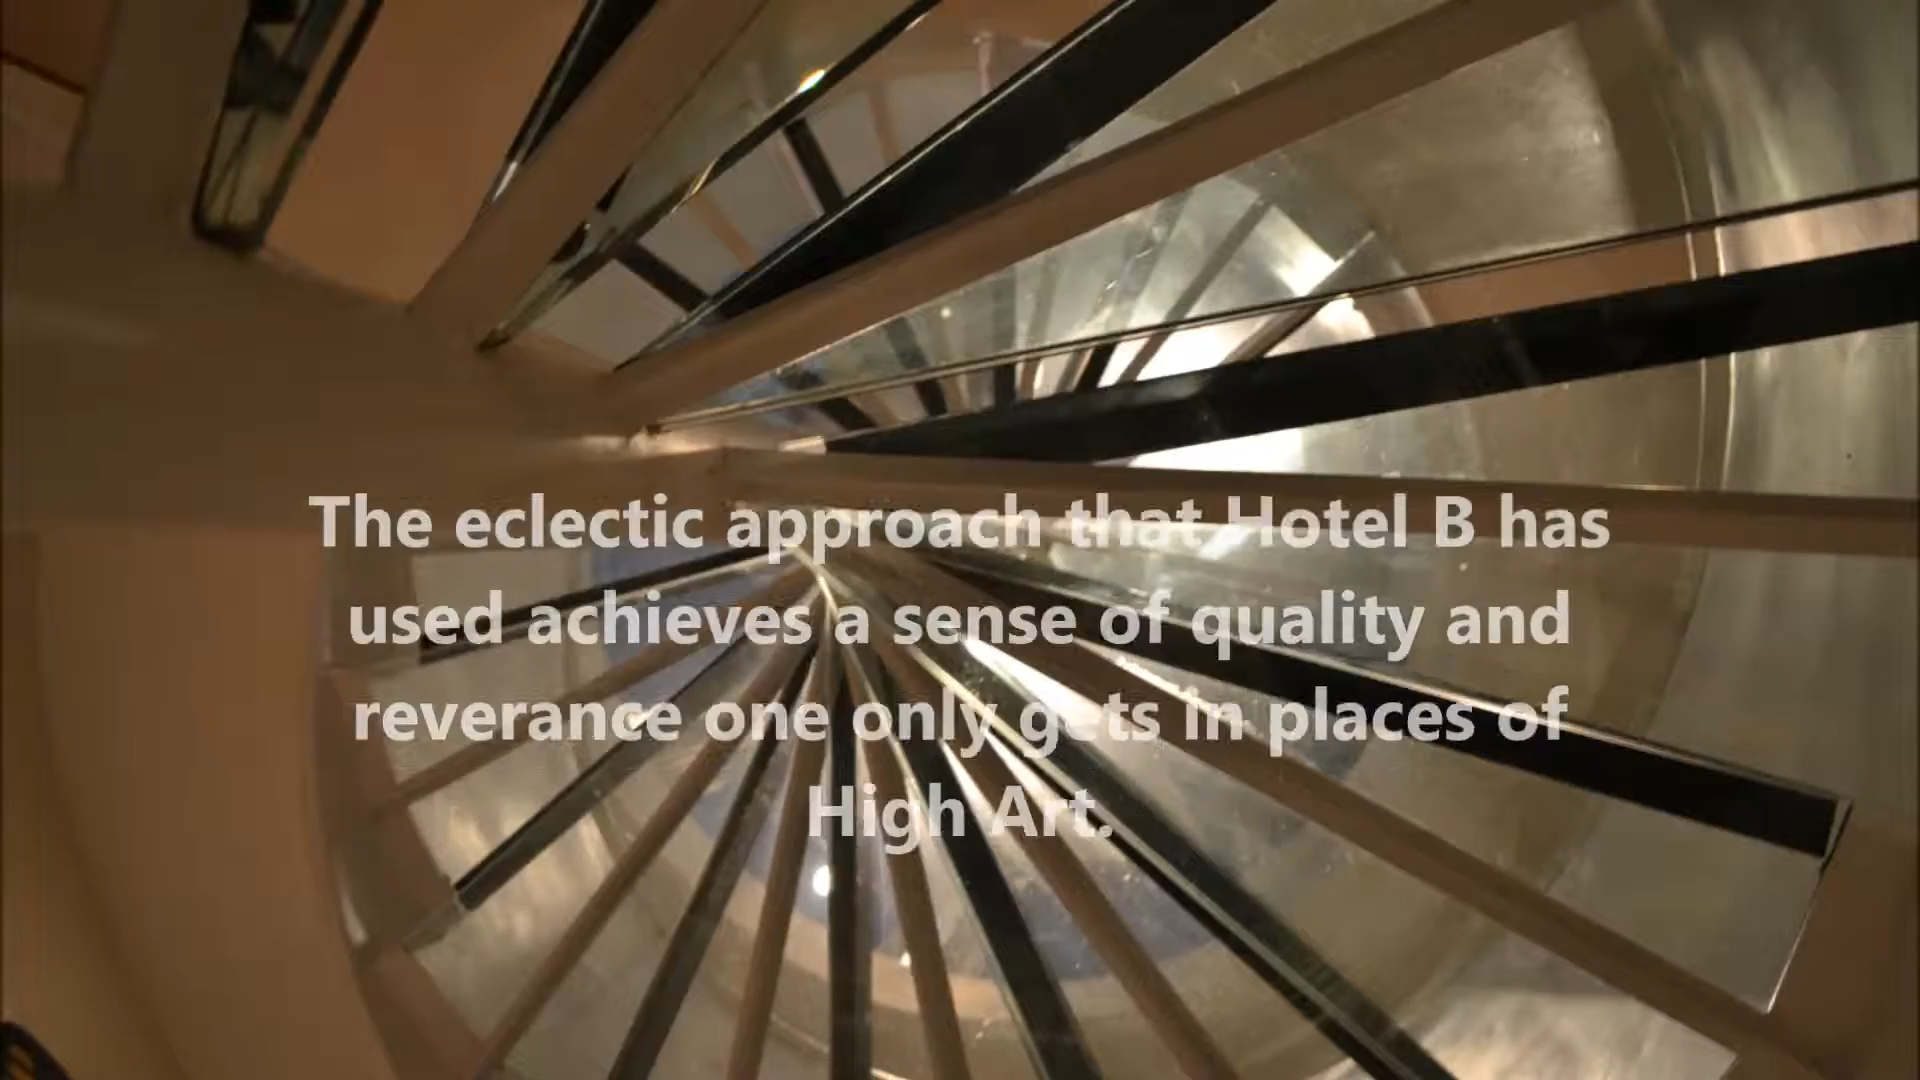 The eclectic approach that Hotel B has
used achieves a sense of quality and
reverance one only gets in places of
High Art.